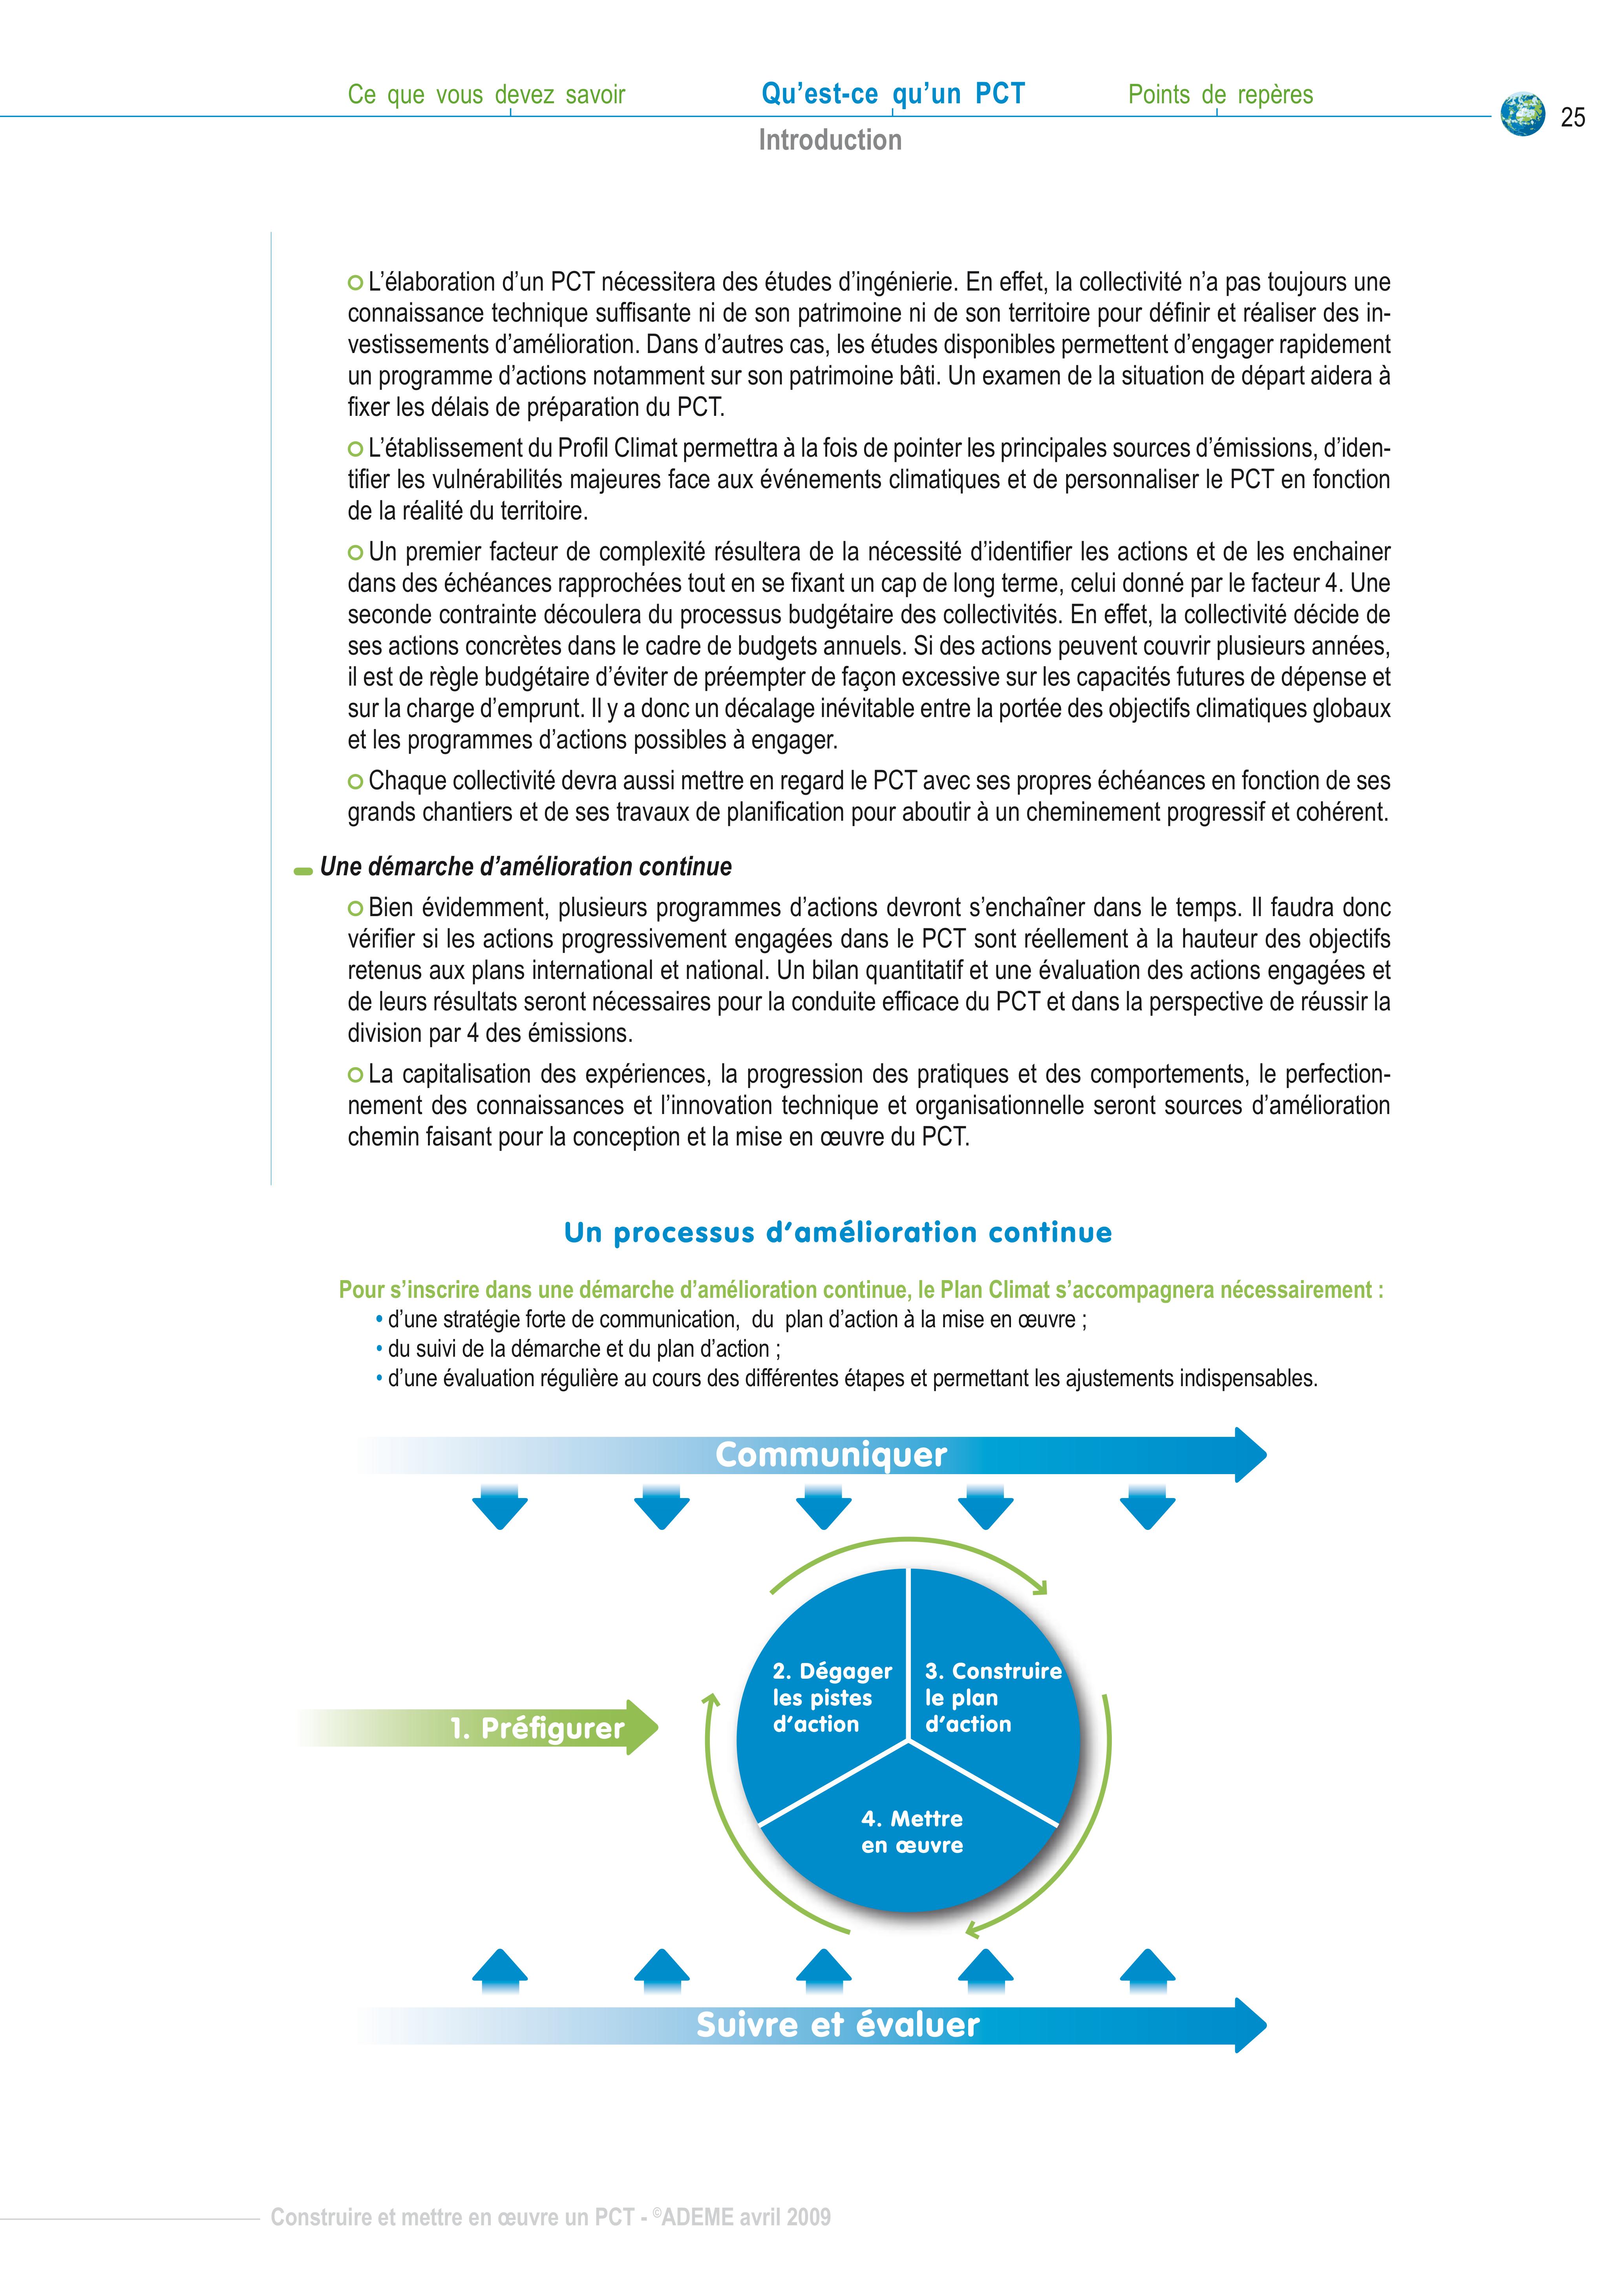 Ce que vous devez savoir
Qu’est-ce qu’un PCT
Points de repères
25
Introduction
L’élaboration d’un PCT nécessitera des études d’ingénierie. En effet, la collectivité n’a pas toujours une
connaissance technique suffisante ni de son patrimoine ni de son territoire pour définir et réaliser des in-
vestissements d’amélioration. Dans d’autres cas, les études disponibles permettent d’engager rapidement
un programme d’actions notamment sur son patrimoine bâti. Un examen de la situation de départ aidera à
fixer les délais de préparation du PCT.
L’établissement du Profil Climat permettra à la fois de pointer les principales sources d’émissions, d’iden-
tifier les vulnérabilités majeures face aux événements climatiques et de personnaliser le PCT en fonction
de la réalité du territoire.
Un premier facteur de complexité résultera de la nécessité d’identifier les actions et de les enchainer
dans des échéances rapprochées tout en se fixant un cap de long terme, celui donné par le facteur 4. Une
seconde contrainte découlera du processus budgétaire des collectivités. En effet, la collectivité décide de
ses actions concrètes dans le cadre de budgets annuels. Si des actions peuvent couvrir plusieurs années,
il est de règle budgétaire d’éviter de préempter de façon excessive sur les capacités futures de dépense et
sur la charge d’emprunt. Il y a donc un décalage inévitable entre la portée des objectifs climatiques globaux
et les programmes d’actions possibles à engager.
Chaque collectivité devra aussi mettre en regard le PCT avec ses propres échéances en fonction de ses
grands chantiers et de ses travaux de planification pour aboutir à un cheminement progressif et cohérent.
Une démarche d’amélioration continue
Bien évidemment, plusieurs programmes d’actions devront s’enchaîner dans le temps. Il faudra donc
vérifier si les actions progressivement engagées dans le PCT sont réellement à la hauteur des objectifs
retenus aux plans international et national. Un bilan quantitatif et une évaluation des actions engagées et
de leurs résultats seront nécessaires pour la conduite efficace du PCT et dans la perspective de réussir la
division par 4 des émissions.
La capitalisation des expériences, la progression des pratiques et des comportements, le perfection-
nement des connaissances et l’innovation technique et organisationnelle seront sources d’amélioration
chemin faisant pour la conception et la mise en œuvre du PCT.
Un processus d’amélioration continue
Pour s’inscrire dans une démarche d’amélioration continue, le Plan Climat s’accompagnera nécessairement :
• d’une stratégie forte de communication, du plan d’action à la mise en œuvre ;
• du suivi de la démarche et du plan d’action ;
• d’une évaluation régulière au cours des différentes étapes et permettant les ajustements indispensables.
Communiquer
1. Préfigurer
2. Dégager
les pistes
d’action
3. Construire
le plan
d’action
4. Mettre
en œuvre
Suivre et évaluer
Construire et mettre en œuvre un PCT - ©ADEME avril 2009